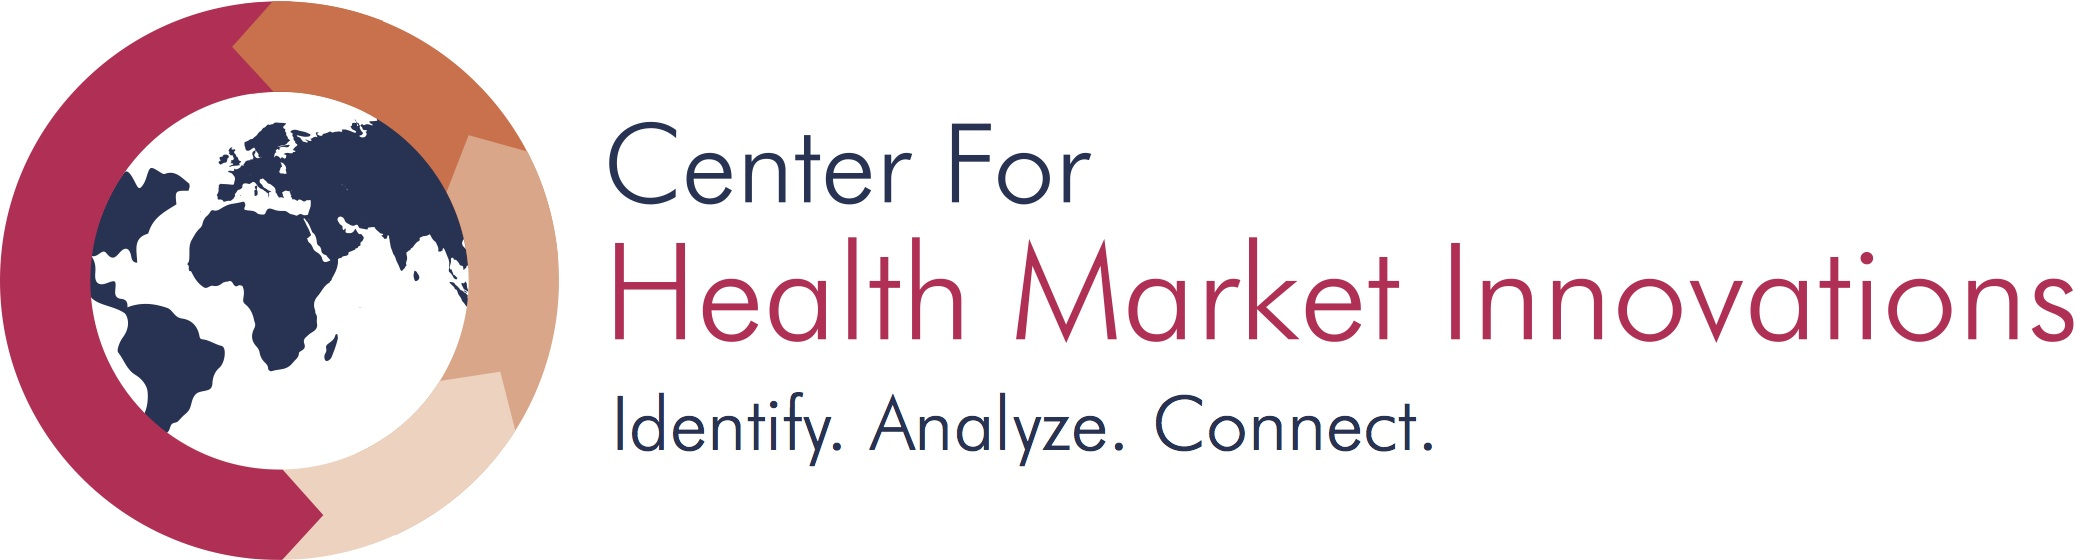 Center For
Health Market Innovations
Identify. Analyze. Connect.